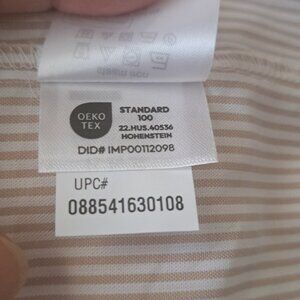 OEKO
TEX
STANDARD
100
22.HUS.40536
HOHENSTEIN
DID# IMP00112098
UPC#
088541630108